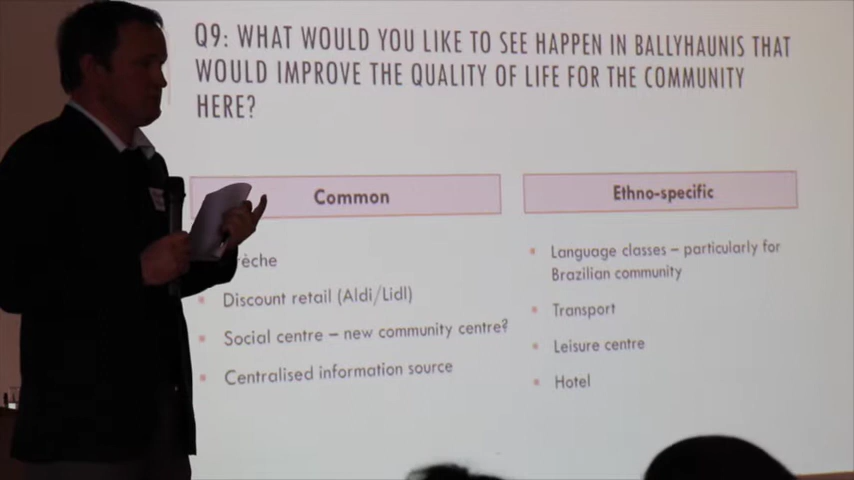 Q9: WHAT WOULD YOU LIKE TO SEE HAPPEN IN BALLYHAUNIS THAT
WOULD IMPROVE THE QUALITY OF LIFE FOR THE COMMUNITY
HERE?
Common
rèche
Discount retail (Aldi/Lidl)
Social centre – new community centre?
Centralised information source
Ethno-specific
Language classes – particularly for
Brazilian community
Transport
Leisure centre
Hotel